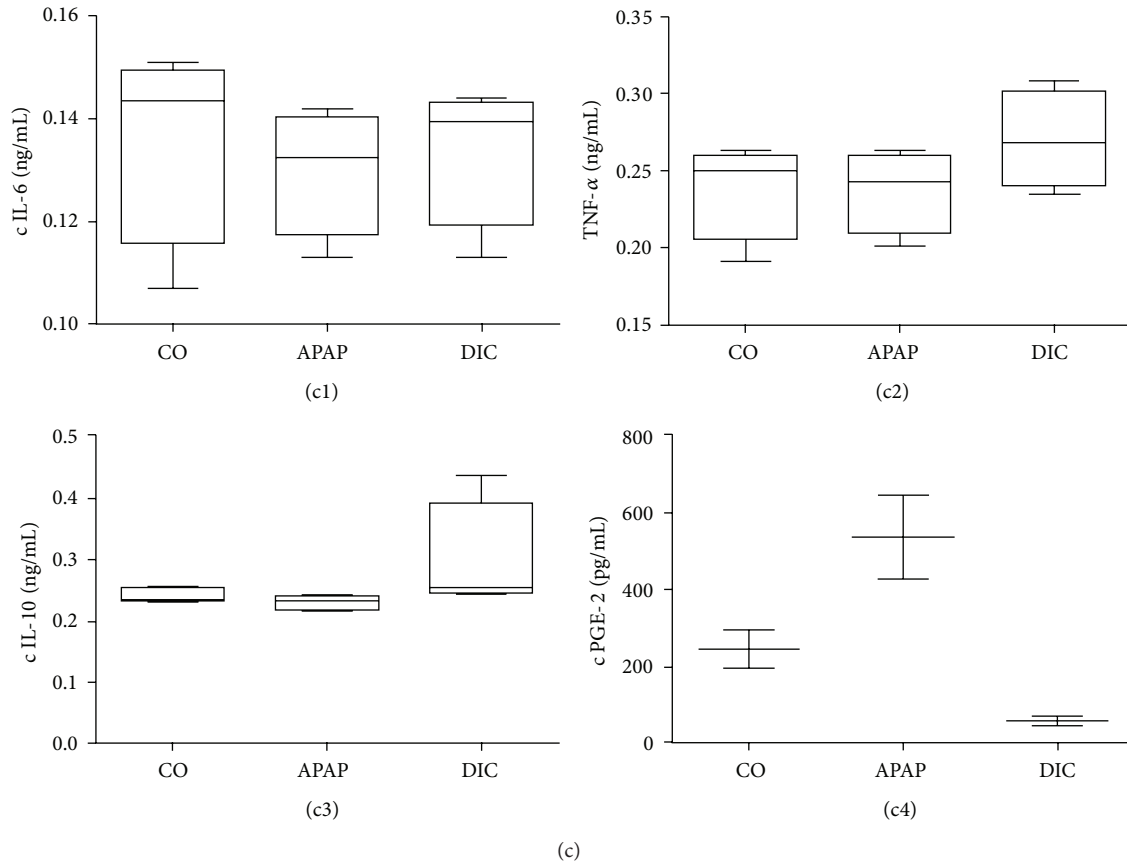 0.16
0.14
0.12
0.10
c IL-6 (ng/mL)
CO APAP DIC
(c1)
0.30
0.25
0.20
0.15
TNF-α (ng/mL)
CO APAP DIC
(c2)
0.5
0.4
0.3
0.2
0.1
0.0
c IL-10 (ng/mL)
CO APAP DIC
(c3)
800
600
400
200
0
c PGE-2 (pg/mL)
CO APAP DIC
(c4)
(c)